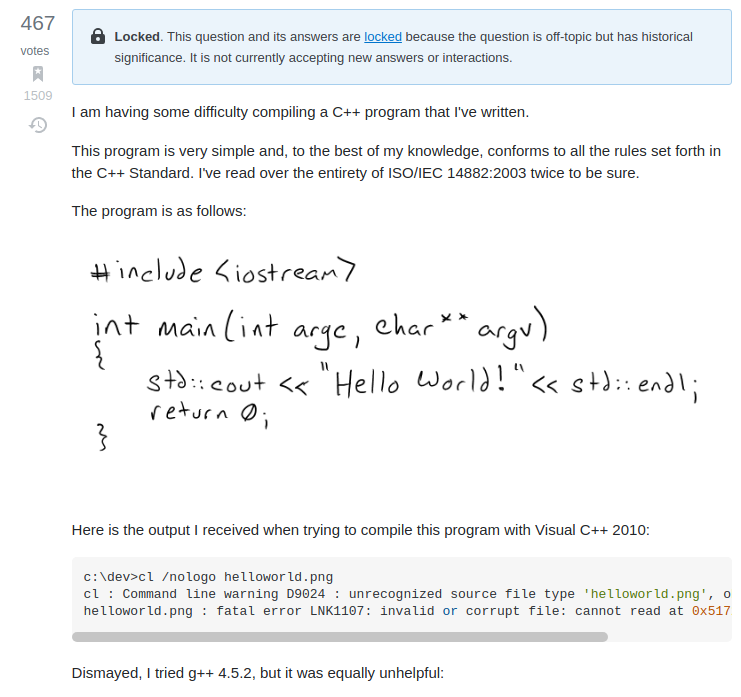 467
votes
1509
Locked. This question and its answers are locked because the question is off-topic but has historical
significance. It is not currently accepting new answers or interactions.
I am having some difficulty compiling a C++ program that I've written.
This program is very simple and, to the best of my knowledge, conforms to all the rules set forth in
the C++ Standard. I've read over the entirety of ISO/IEC 14882:2003 twice to be sure.
The program is as follows:
#include <iostream>
int main(int argc, char** argv)
{
std::cout << "Hello World!" << std::endl;
return 0;
}
Here is the output I received when trying to compile this program with Visual C++ 2010:
c:\dev>cl /nologo helloworld.png
cl : Command line warning D9024 : unrecognized source file type 'helloworld.png', o
helloworld.png : fatal error LNK1107: invalid or corrupt file: cannot read at 0x517
Dismayed, I tried g++ 4.5.2, but it was equally unhelpful: